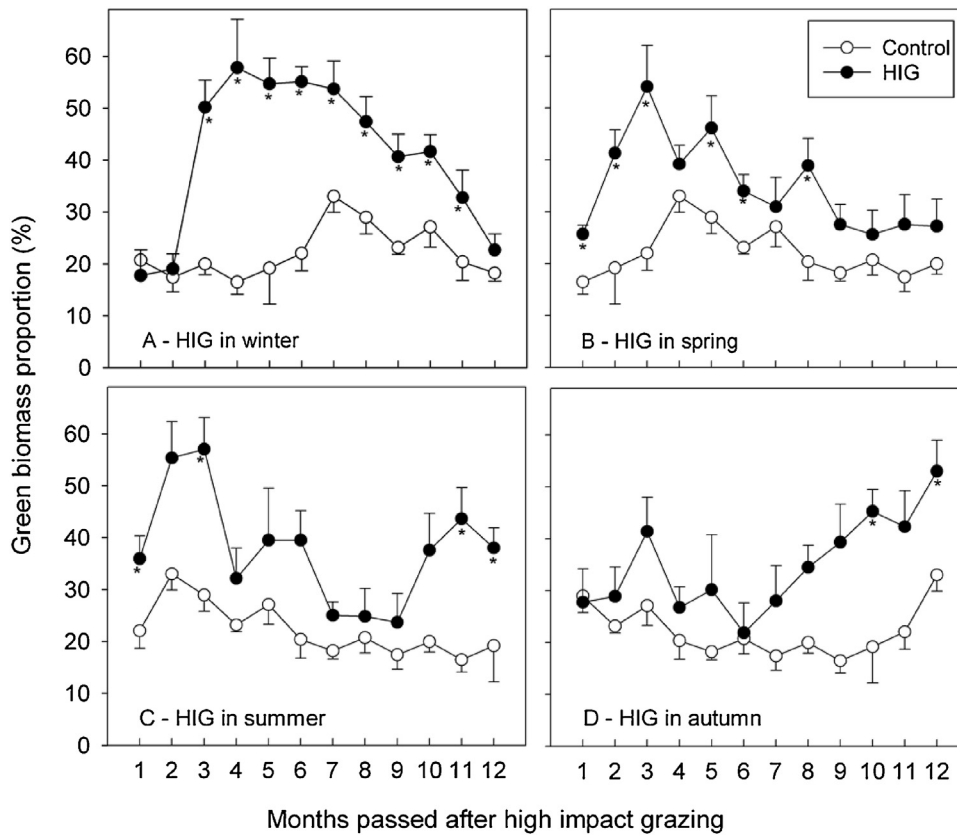 Green biomass proportion (%)
60
50
40
30
20
10
0
* * * * * * * * *
A - HIG in winter
Control
HIG
* * * * * *
B - HIG in spring
60
50
40
30
20
10
0
* * * *
C - HIG in summer
1 2 3 4 5 6 7 8 9 10 11 12
* *
D - HIG in autumn
1 2 3 4 5 6 7 8 9 10 11 12
Months passed after high impact grazing